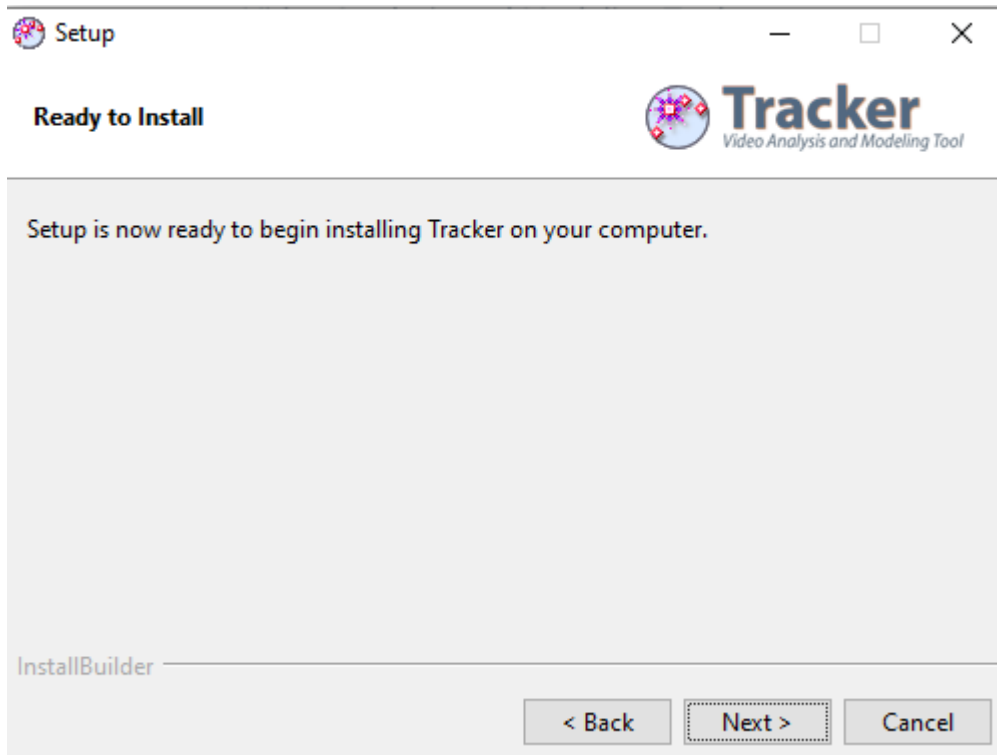 Setup
Ready to Install
Tracker
Video Analysis and Modeling Tool
Setup is now ready to begin installing Tracker on your computer.
InstallBuilder
< Back
Next >
Cancel